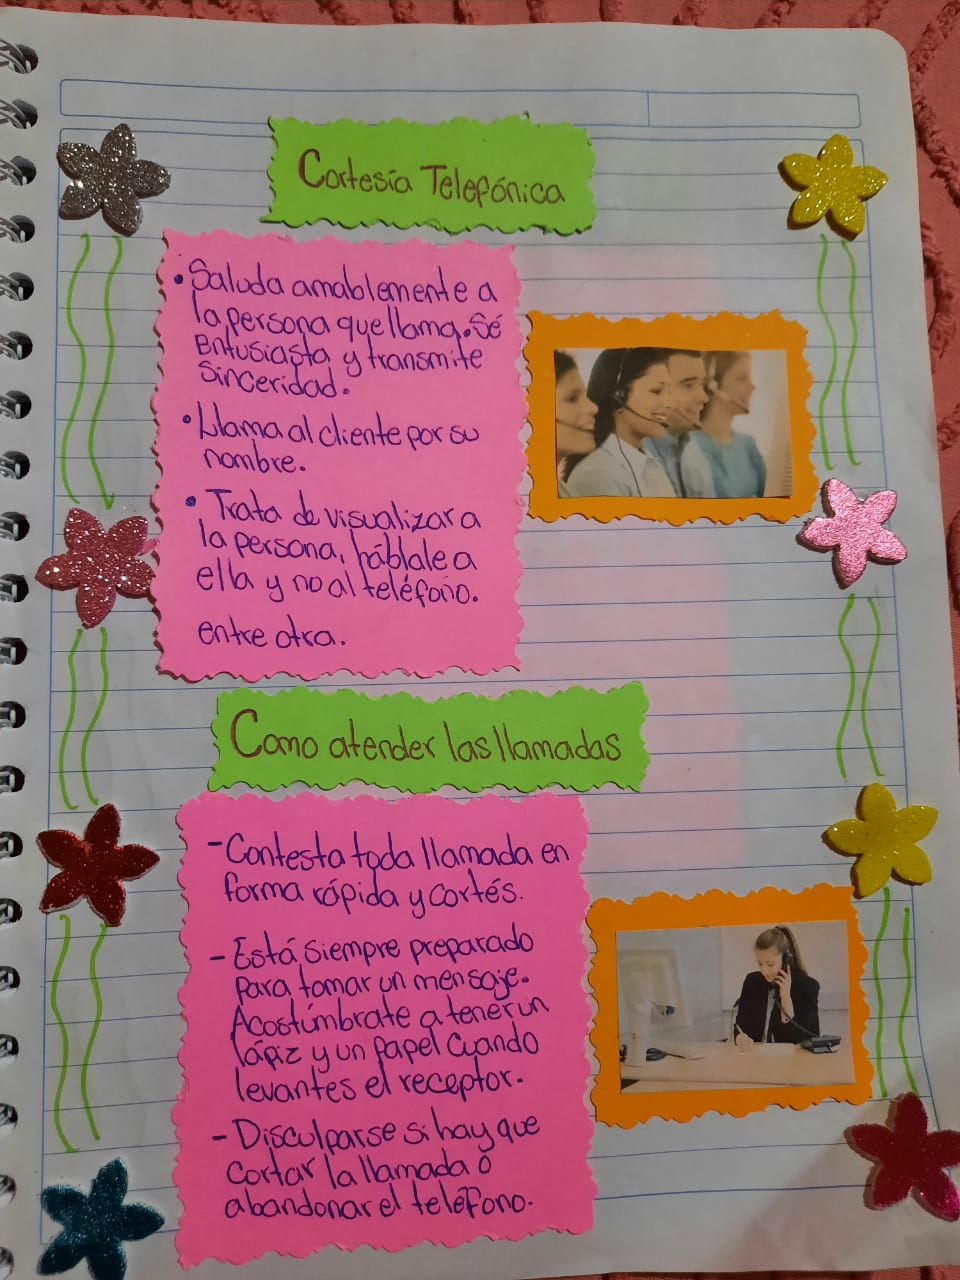 Cortesía Telefónica
• Saluda amablemente a
la persona que llama. Sé
Entusiasta y transmite
sinceridad.
• Llama al cliente por su
nombre.
• Trata de visualizar a
la persona, háblale a
ella y no al teléfono.
entre otra.
Como atender las llamadas
- Contesta toda llamada en
forma rápida y cortés.
- Está siempre preparado
para tomar un mensaje.
Acostúmbrate a tener un
lápiz y un papel cuando
levantes el receptor.
- Disculparse si hay que
cortar la llamada ó
abandonar el teléfono.